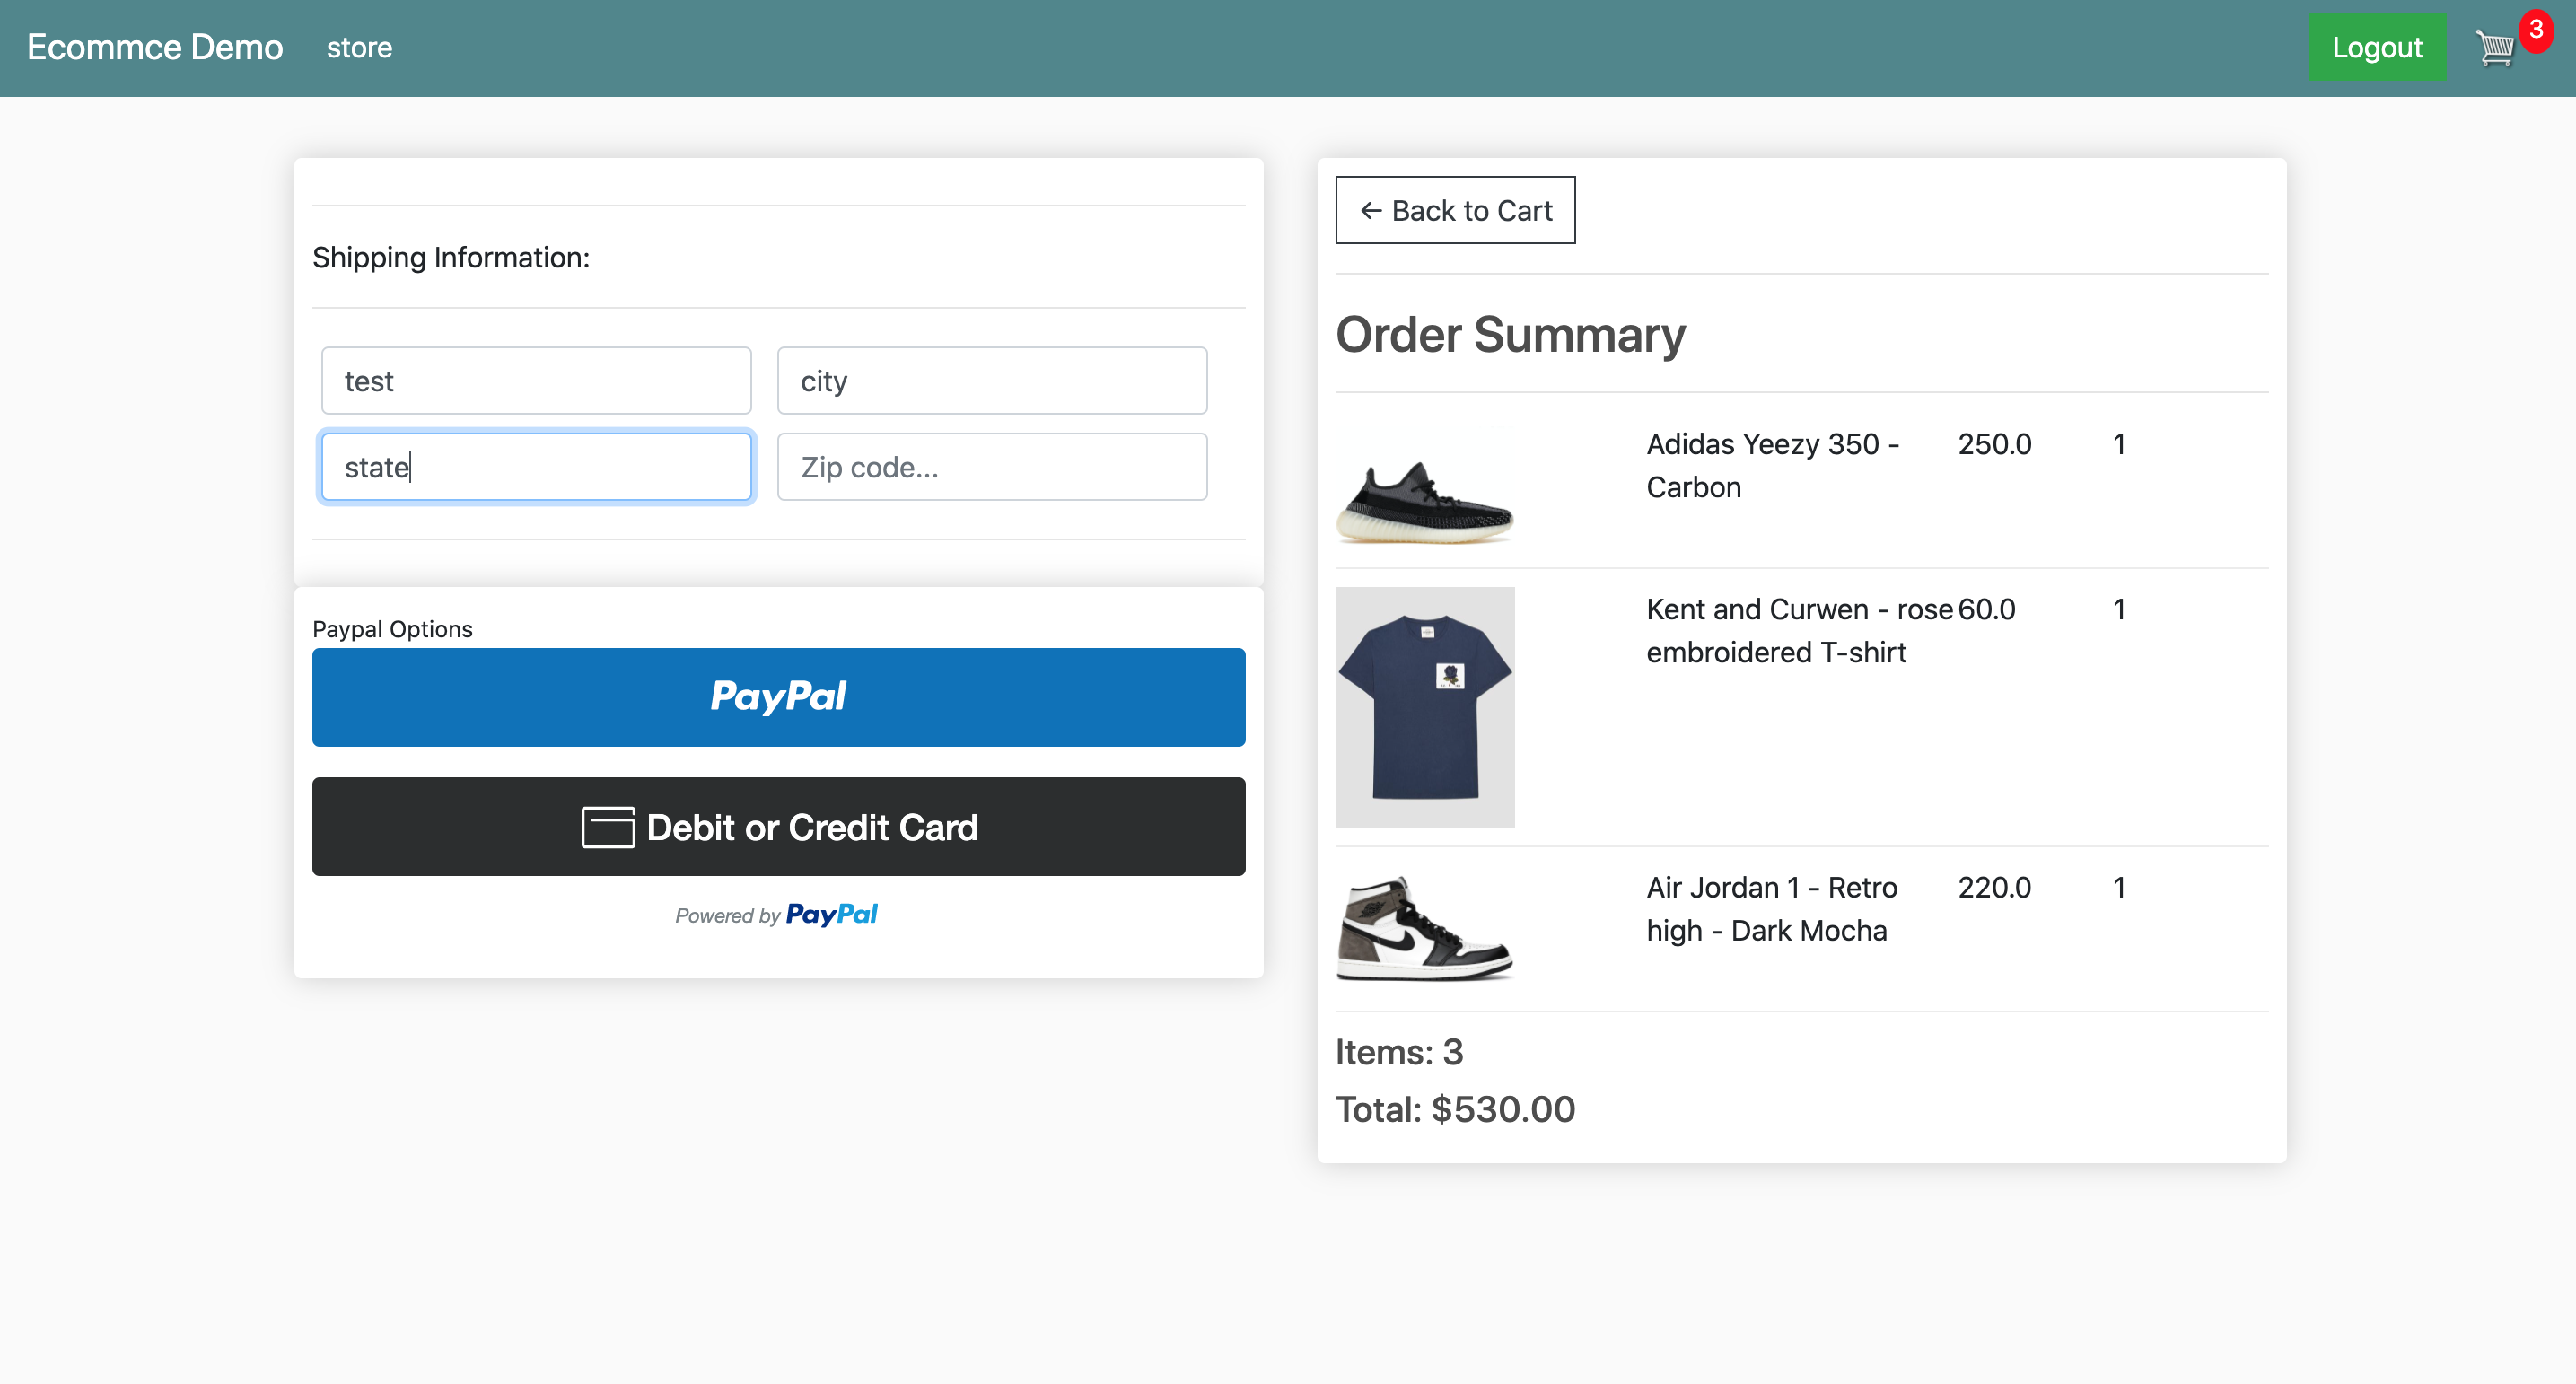 Ecommce Demo
store
Logout
3
Shipping Information:
test
city
state
Zip code...
Paypal Options
PayPal
Debit or Credit Card
Powered by PayPal
← Back to Cart
Order Summary
Adidas Yeezy 350 - 250.0 1
Carbon
Kent and Curwen - rose 60.0 1
embroidered T-shirt
Air Jordan 1 - Retro 220.0 1
high - Dark Mocha
Items: 3
Total: $530.00